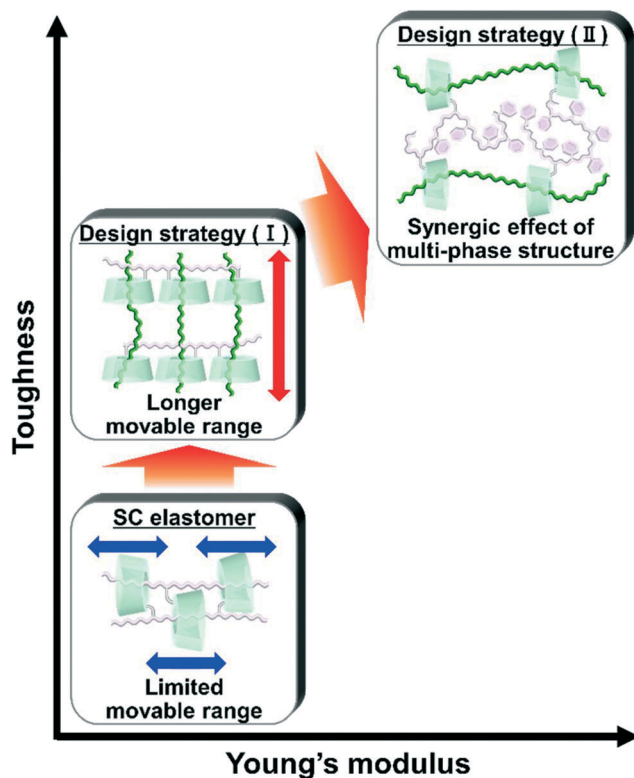 Design strategy (Ⅱ)
Synergic effect of
multi-phase structure
Design strategy (Ⅰ)
Longer
movable range
SC elastomer
Limited
movable range
Toughness
Young's modulus